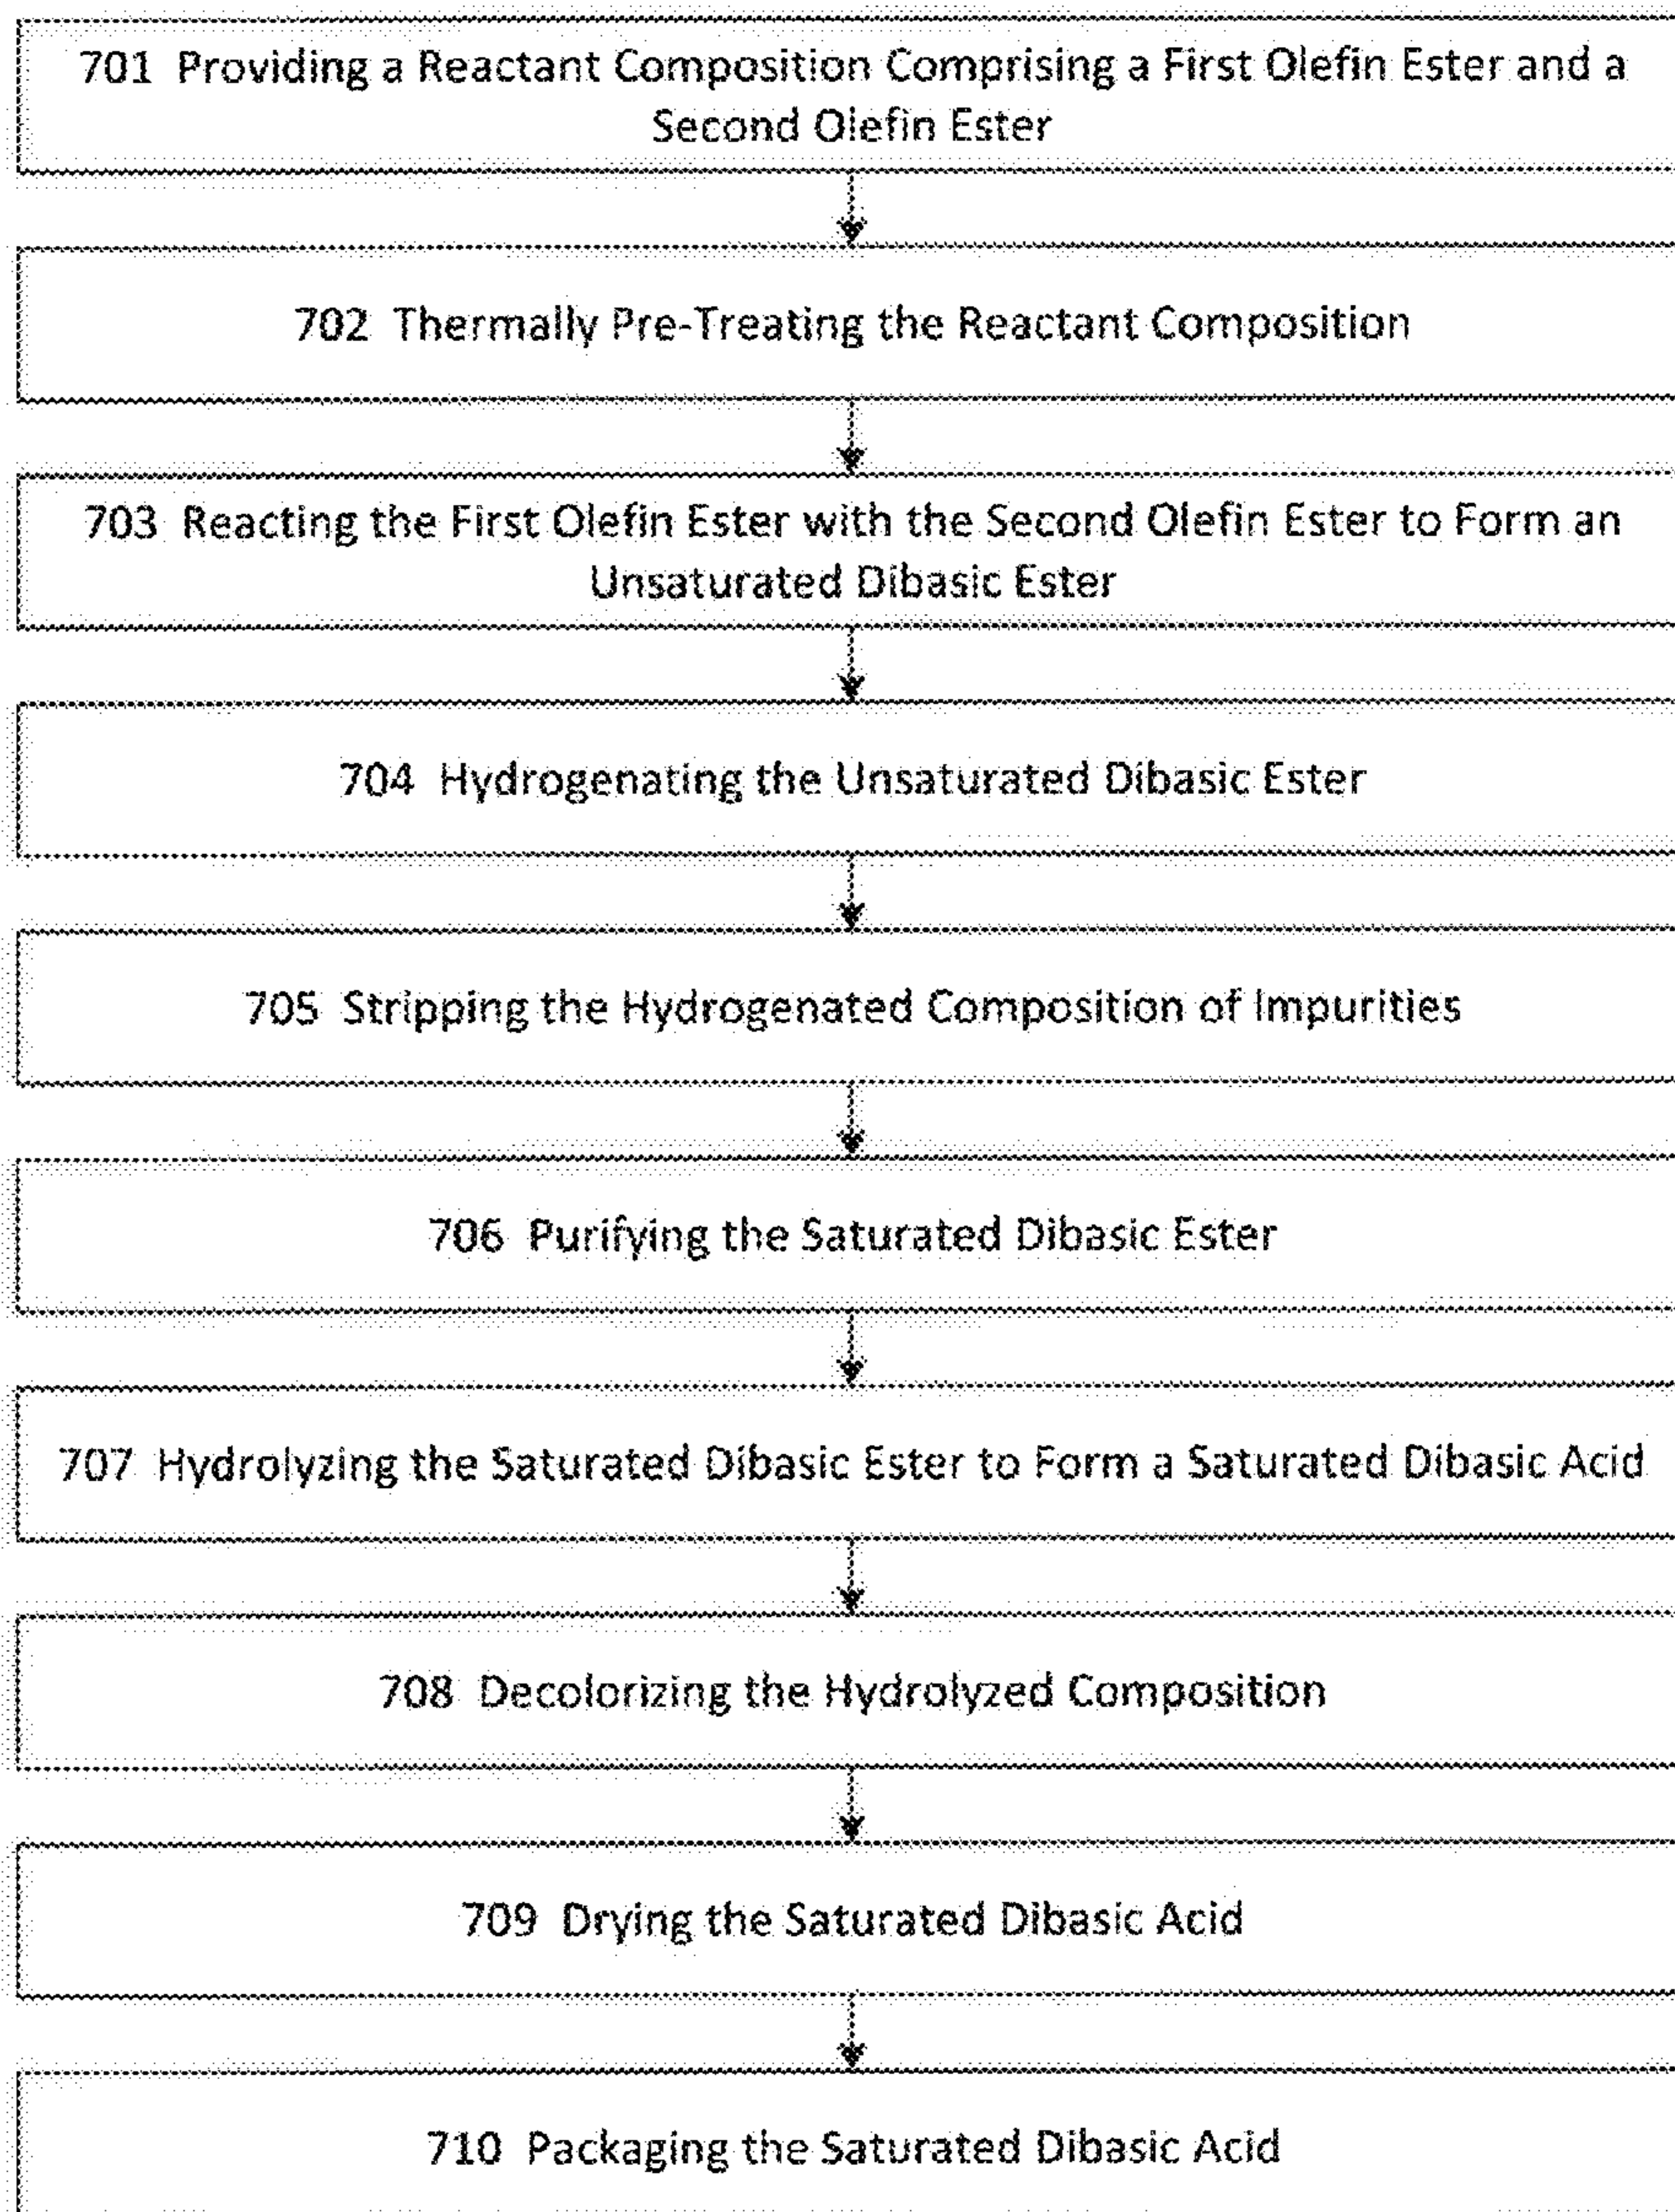 701 Providing a Reactant Composition Comprising a First Olefin Ester and a
Second Olefin Ester
702 Thermally Pre-Treating the Reactant Composition
703 Reacting the First Olefin Ester with the Second Olefin Ester to Form an
Unsaturated Dibasic Ester
704 Hydrogenating the Unsaturated Dibasic Ester
705 Stripping the Hydrogenated Composition of Impurities
706 Purifying the Saturated Dibasic Ester
707 Hydrolyzing the Saturated Dibasic Ester to Form a Saturated Dibasic Acid
708 Decolorizing the Hydrolyzed Composition
709 Drying the Saturated Dibasic Acid
710 Packaging the Saturated Dibasic Acid